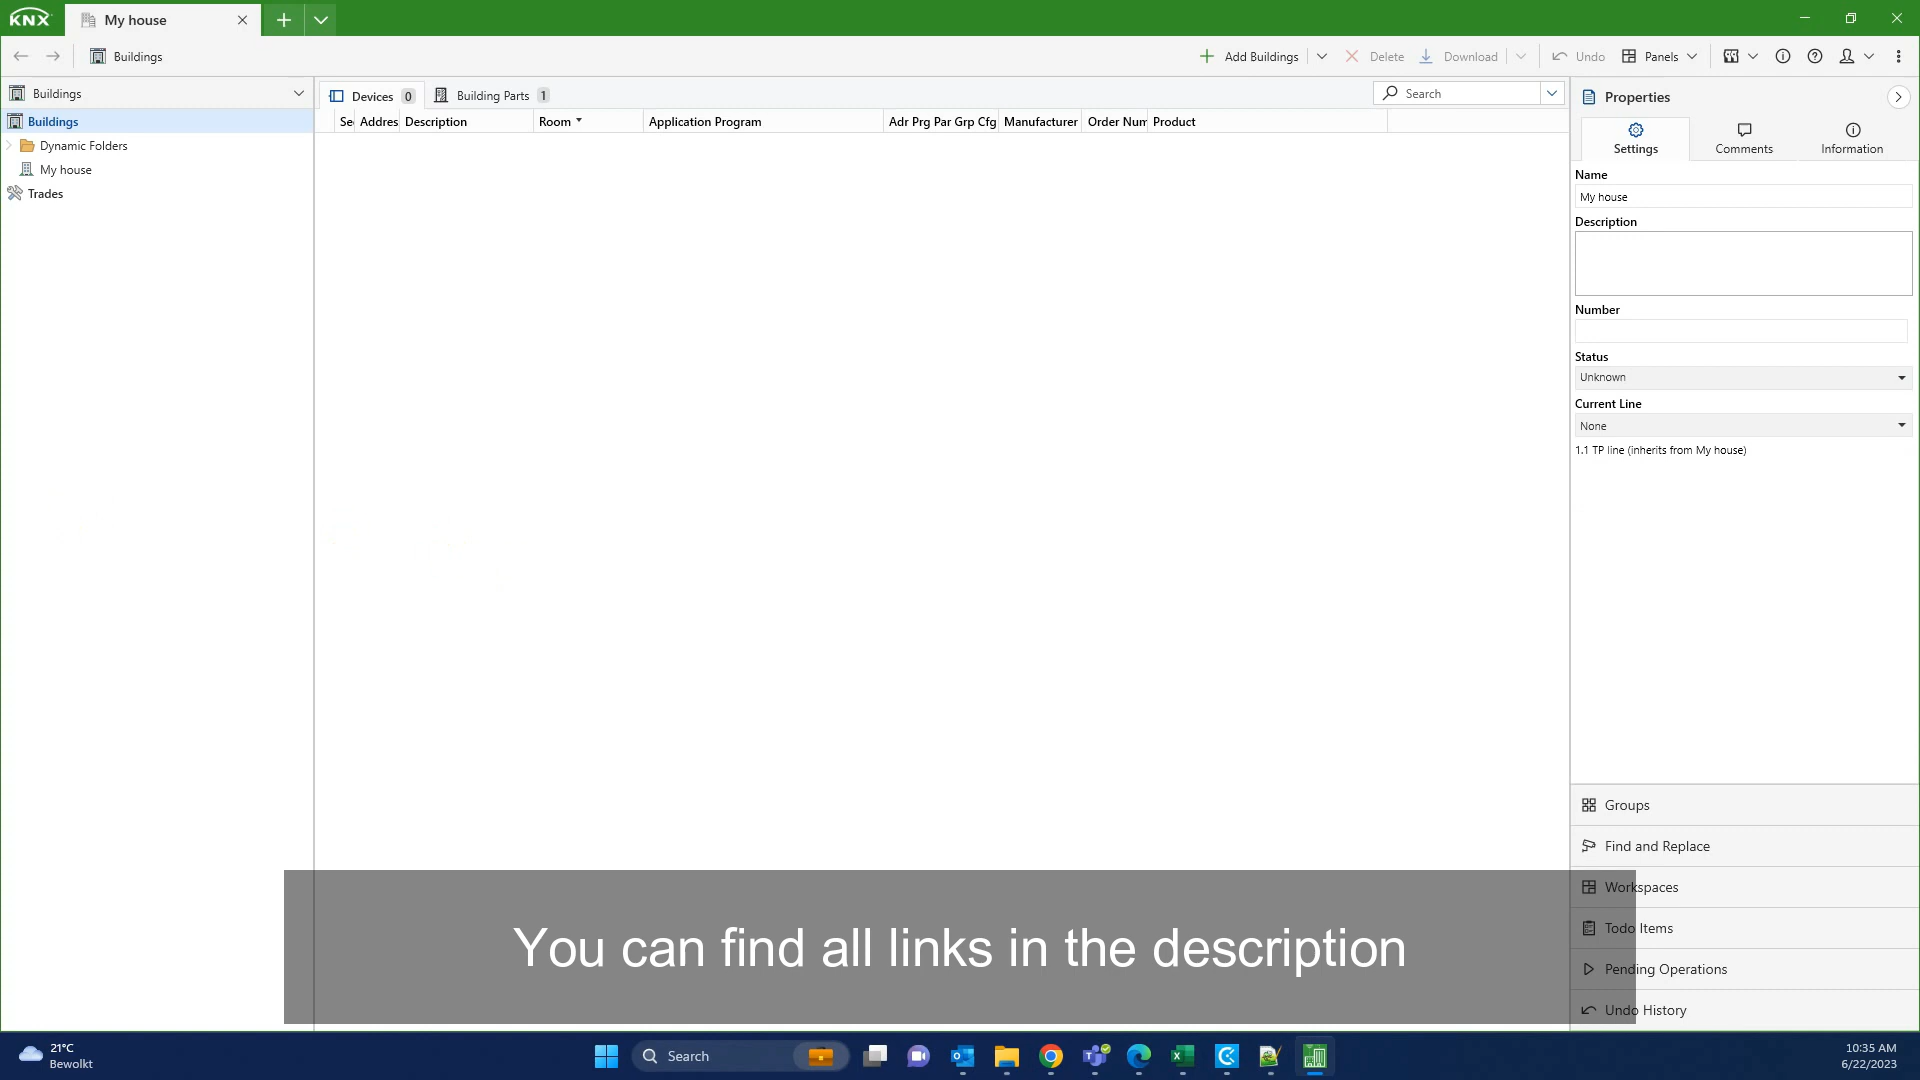 KNX
My house
Buildings
Add Buildings
Delete
Download
Undo
Panels
Buildings
Buildings
Dynamic Folders
My house
Trades
Devices 0
Building Parts 1
Search
Addres
Description
Room
Application Program
Adr Prg Par Grp Cfg
Manufacturer
Order Num
Product
Properties
Settings
Comments
Information
Name
My house
Description
Number
Status
Unknown
Current Line
None
1.1 TP line (inherits from My house)
Groups
Find and Replace
Workspaces
Todo Items
Pending Operations
Undo History
You can find all links in the description
21°C
Bewolkt
Search
10:35 AM
6/22/2023